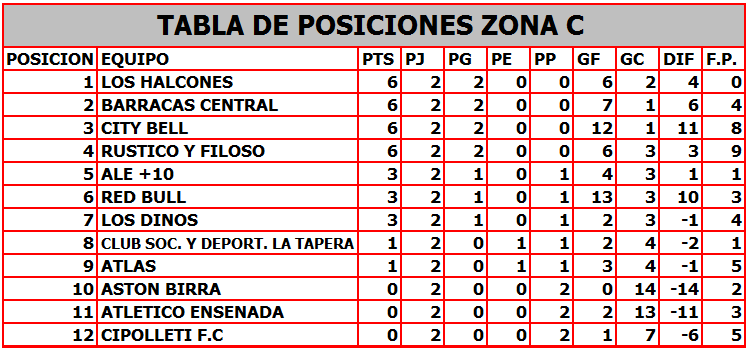 TABLA DE POSICIONES ZONA C
POSICION EQUIPO PTS PJ PG PE PP GF GC DIF F.P.
1 LOS HALCONES 6 2 2 0 0 6 2 4 0
2 BARRACAS CENTRAL 6 2 2 0 0 7 1 6 4
3 CITY BELL 6 2 2 0 0 12 1 11 8
4 RUSTICO Y FILOSO 6 2 2 0 0 6 3 3 9
5 ALE +10 3 2 1 0 1 4 3 1 1
6 RED BULL 3 2 1 0 1 13 3 10 3
7 LOS DINOS 3 2 1 0 1 2 3 -1 4
8 CLUB SOC. Y DEPORT. LA TAPERA 1 2 0 1 1 2 4 -2 1
9 ATLAS 1 2 0 1 1 3 4 -1 5
10 ASTON BIRRA 0 2 0 0 2 0 14 -14 2
11 ATLETICO ENSENADA 0 2 0 0 2 2 13 -11 3
12 CIPOLLETI F.C 0 2 0 0 2 1 7 -6 5